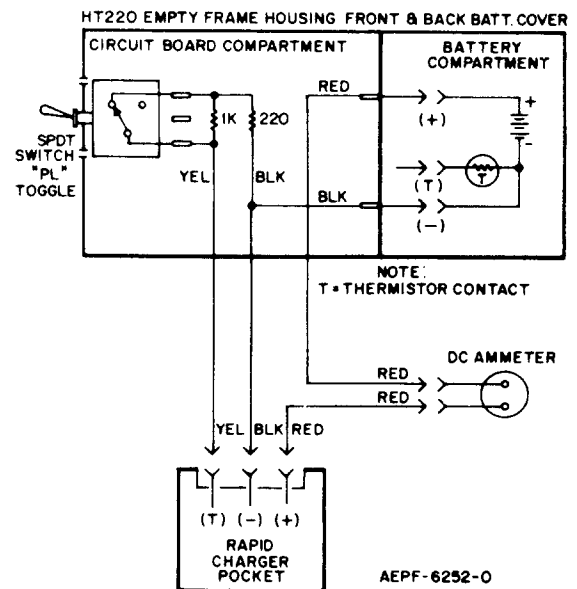 HT220 EMPTY FRAME HOUSING FRONT & BACK BATT. COVER
CIRCUIT BOARD COMPARTMENT
BATTERY
COMPARTMENT
RED
+
(+)
1K
220
-
SPDT
SWITCH
"PL"
TOGGLE
T
(T)
YEL
BLK
BLK
(-)
NOTE:
T = THERMISTOR CONTACT
DC AMMETER
RED
RED
YEL BLK RED
(T) (-) (+)
RAPID
CHARGER
POCKET
AEPF-6252-O